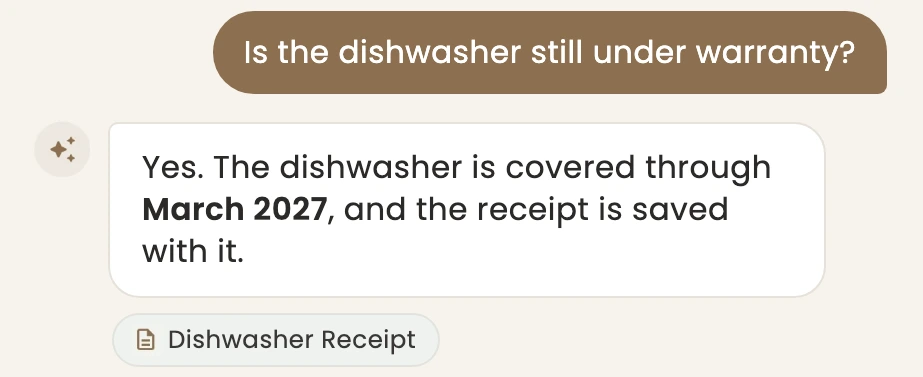 Is the dishwasher still under warranty?
Yes. The dishwasher is covered through
March 2027, and the receipt is saved
with it.
Dishwasher Receipt